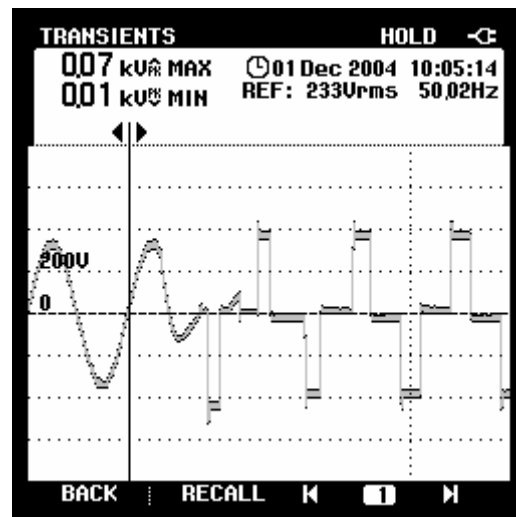 TRANSIENTS HOLD
0,07 kV MAX 01 Dec 2004 10:05:14
0,01 kV MIN REF: 233Vrms 50,02Hz
200V
0
BACK RECALL 1